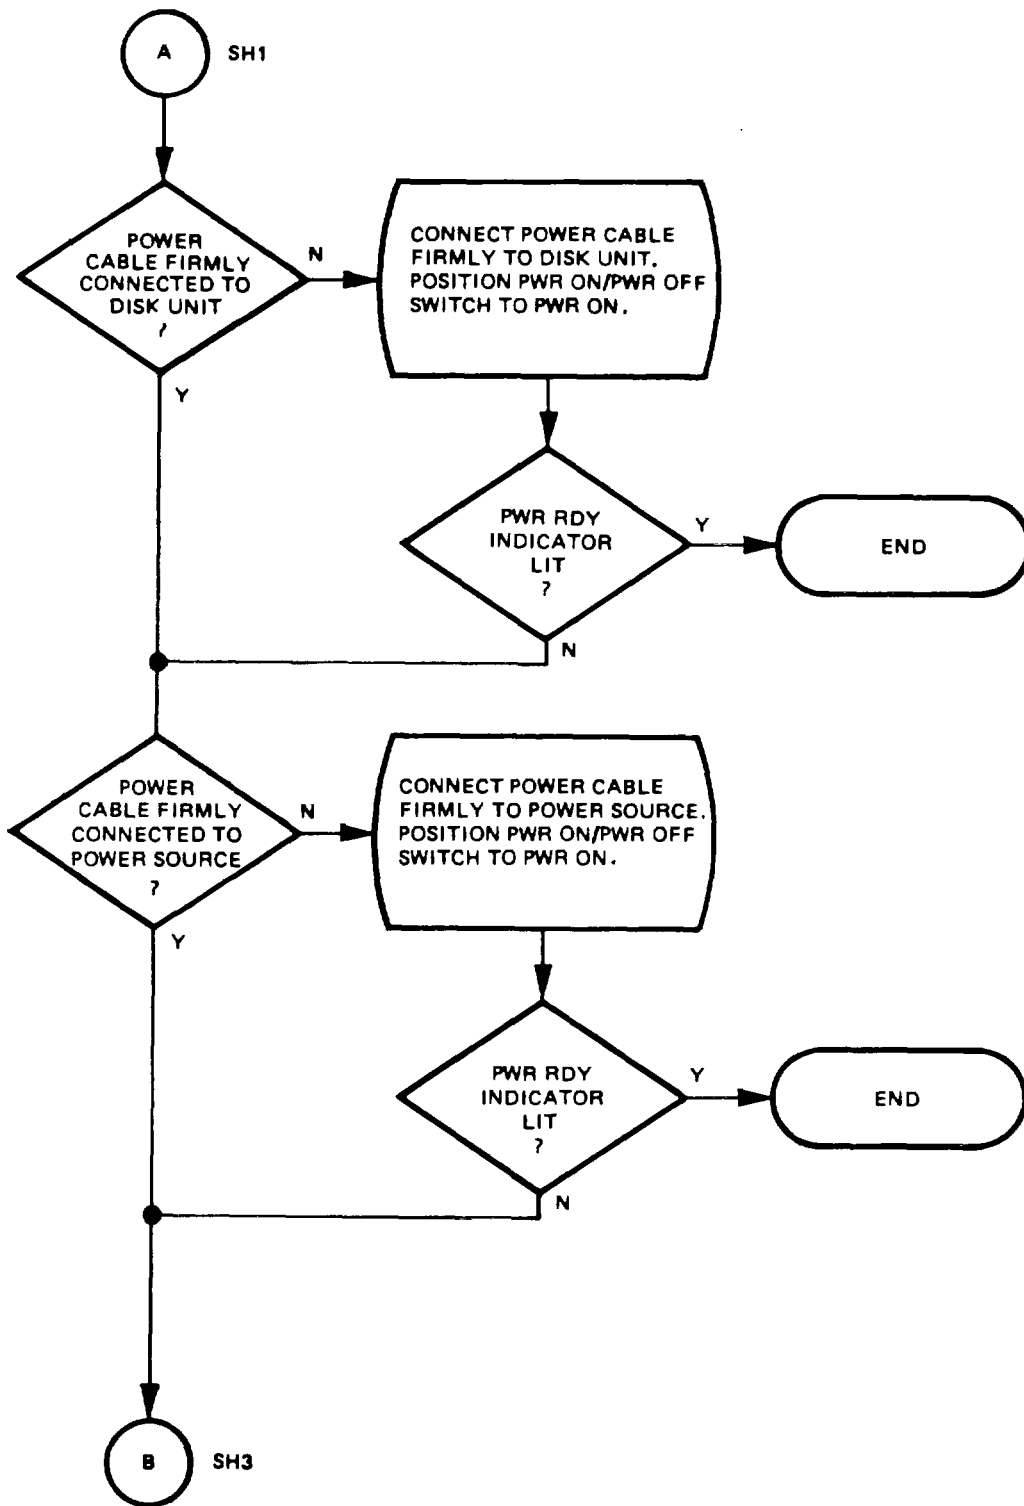 A
SH1
POWER
CABLE FIRMLY
CONNECTED TO
DISK UNIT
?
N
CONNECT POWER CABLE
FIRMLY TO DISK UNIT.
POSITION PWR ON/PWR OFF
SWITCH TO PWR ON.
Y
PWR RDY
INDICATOR
LIT
?
Y
END
N
POWER
CABLE FIRMLY
CONNECTED TO
POWER SOURCE
?
N
CONNECT POWER CABLE
FIRMLY TO POWER SOURCE.
POSITION PWR ON/PWR OFF
SWITCH TO PWR ON.
Y
PWR RDY
INDICATOR
LIT
?
Y
END
N
B
SH3